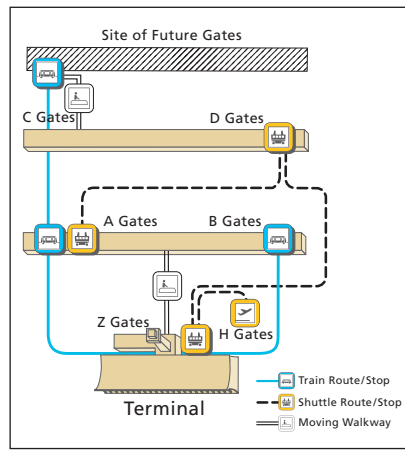 Site of Future Gates
C Gates
D Gates
A Gates
B Gates
Z Gates
H Gates
Terminal
Train Route/Stop
Shuttle Route/Stop
Moving Walkway